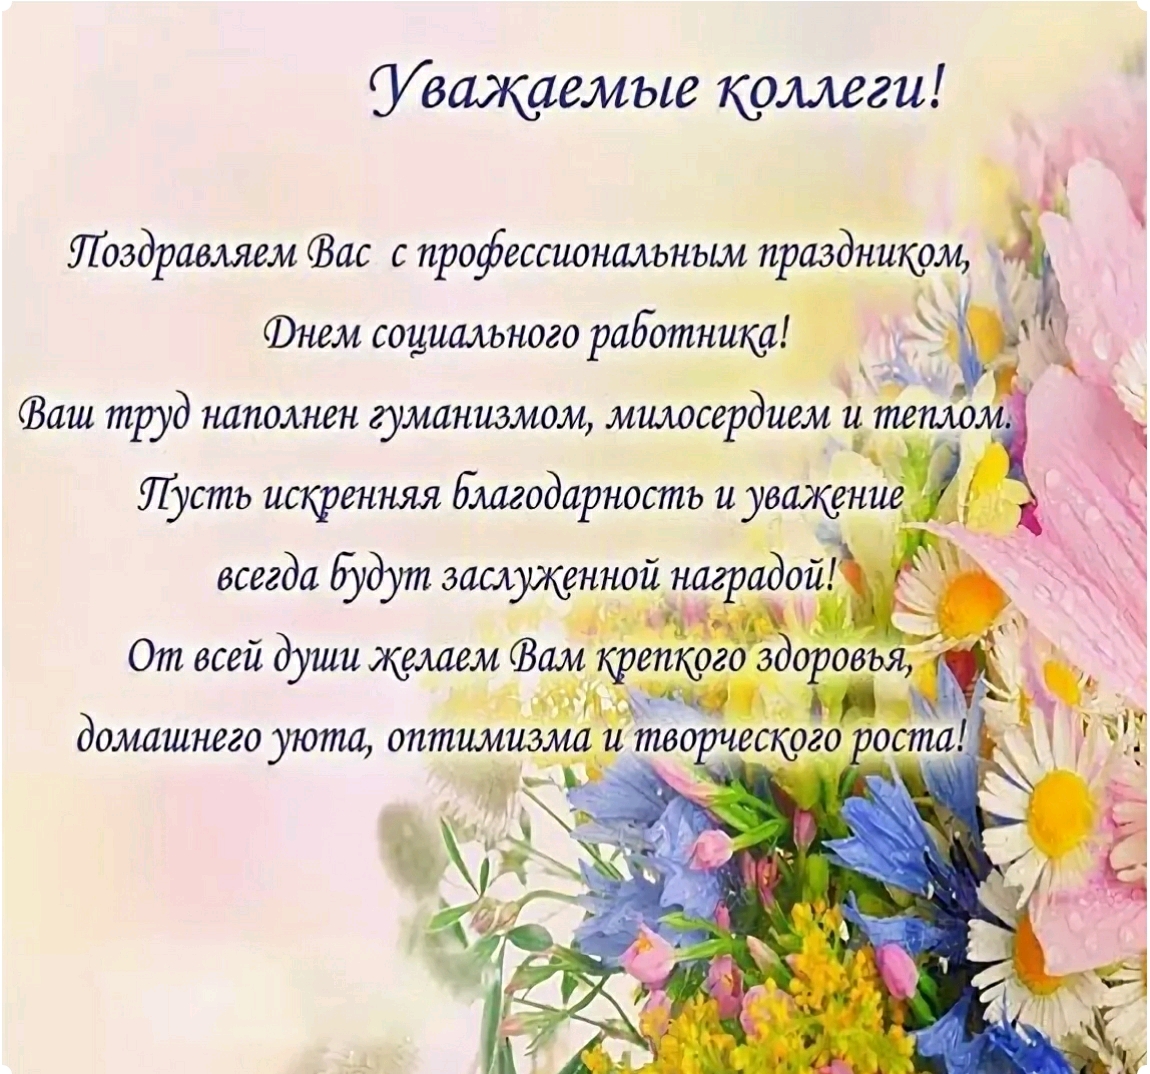 Уважаемые коллеги!
Поздравляем Вас с профессиональным праздником,
Днем социального работника!
Ваш труд наполнен гуманизмом, милосердием и теплом.
Пусть искренняя благодарность и уважение
всегда будут заслуженной наградой!
От всей души желаем Вам крепкого здоровья,
домашнего уюта, оптимизма и творческого роста!